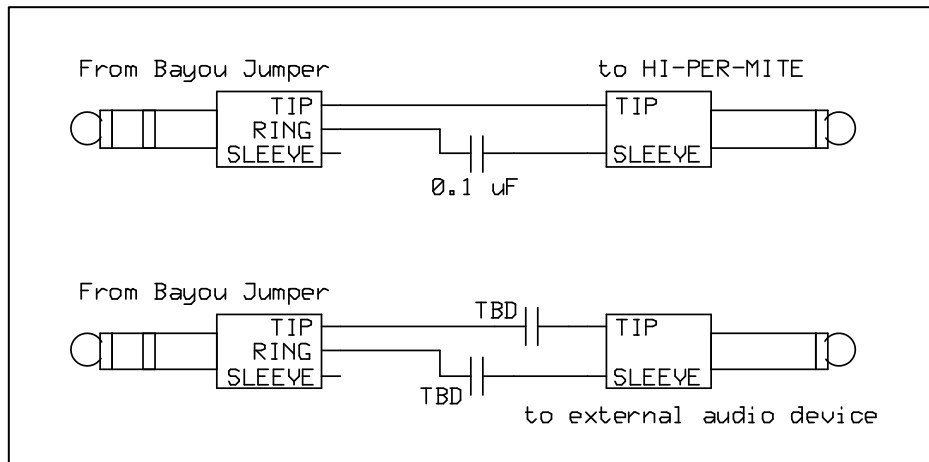 From Bayou Jumper
to HI-PER-MITE
TIP
RING
SLEEVE
TIP
SLEEVE
0.1 uF
From Bayou Jumper
TBD
TIP
RING
SLEEVE
TIP
SLEEVE
TBD
to external audio device